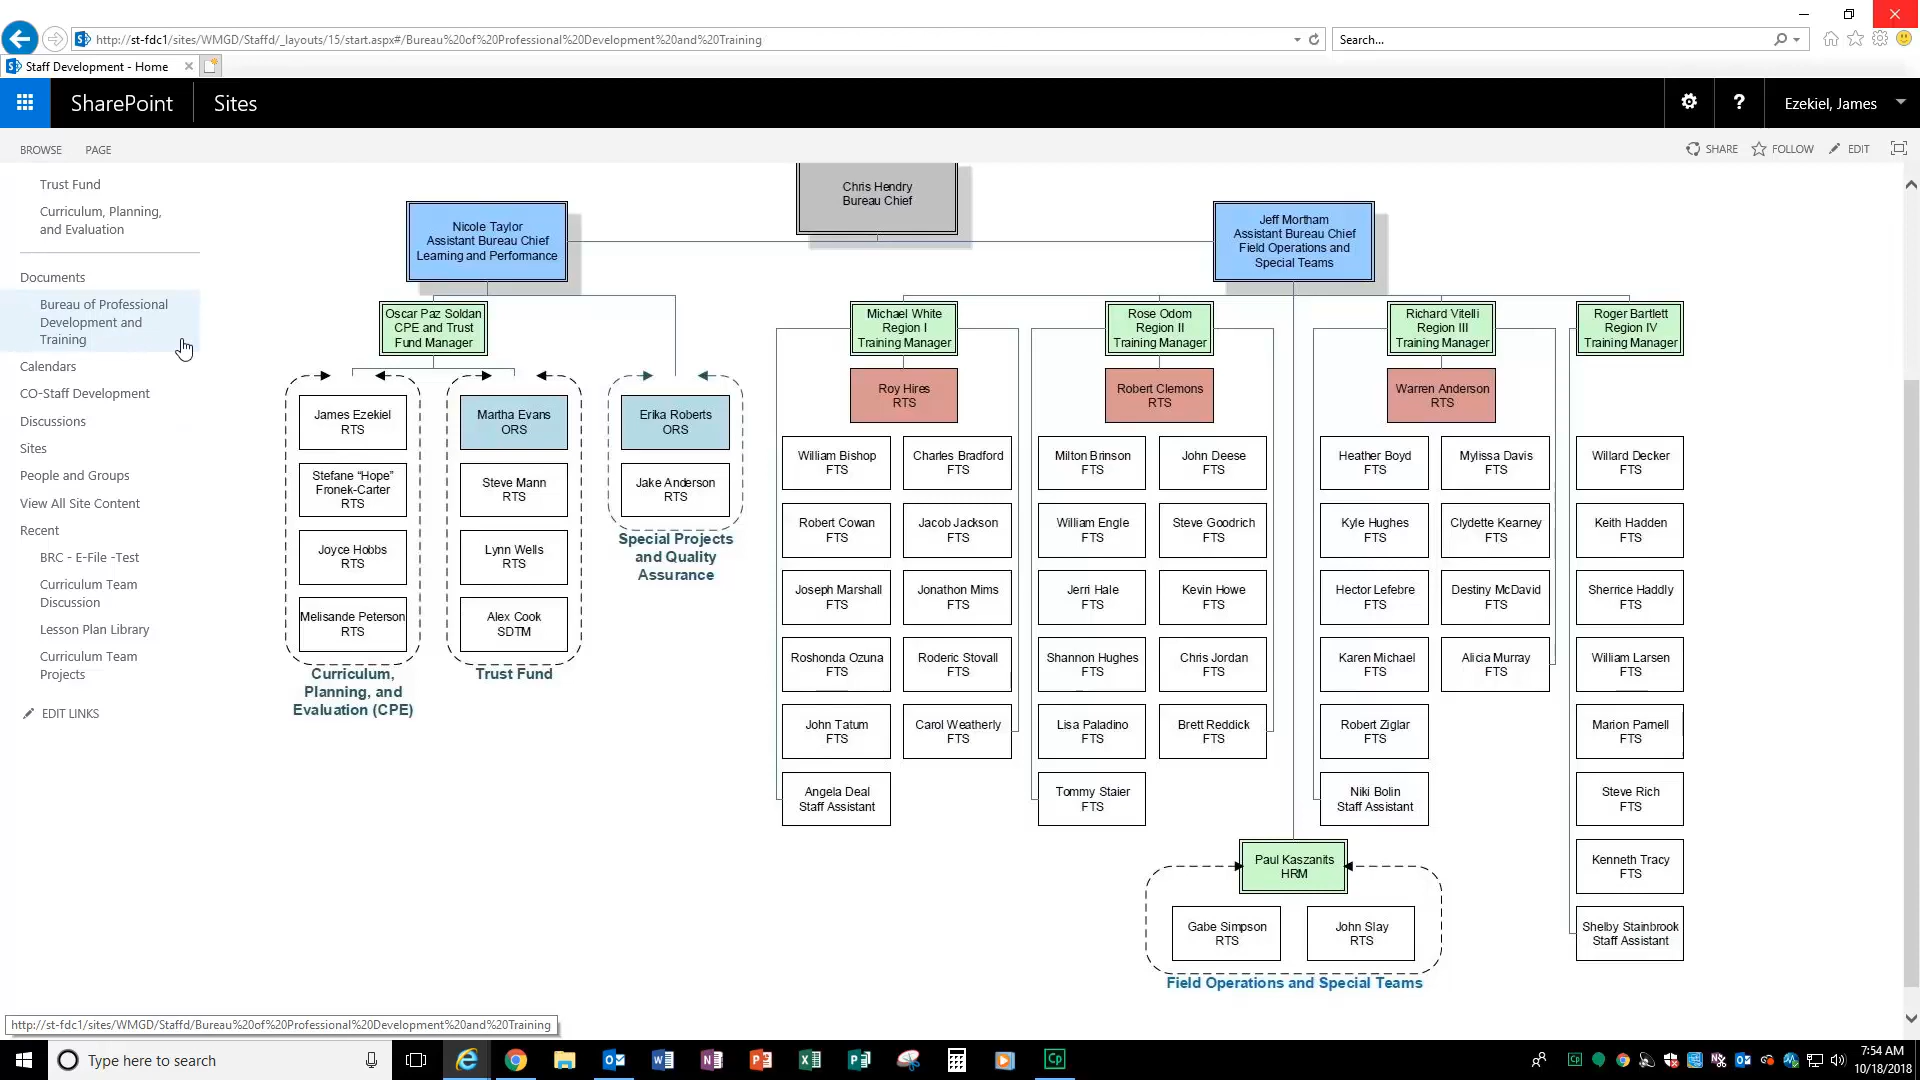 http://st-fdc1/sites/WMGD/Staffd/_layouts/15/start.aspx#/Bureau%20of%20Professional%20Development%20and%20Training
Search...
Staff Development - Home
SharePoint
Sites
Ezekiel, James
BROWSE
PAGE
SHARE
FOLLOW
EDIT
Trust Fund
Curriculum, Planning,
and Evaluation
Documents
Bureau of Professional
Development and
Training
Calendars
CO-Staff Development
Discussions
Sites
People and Groups
View All Site Content
Recent
BRC - E-File -Test
Curriculum Team
Discussion
Lesson Plan Library
Curriculum Team
Projects
EDIT LINKS
Chris Hendry
Bureau Chief
Nicole Taylor
Assistant Bureau Chief
Learning and Performance
Jeff Mortham
Assistant Bureau Chief
Field Operations and
Special Teams
Oscar Paz Soldan
CPE and Trust
Fund Manager
James Ezekiel
RTS
Stefane “Hope”
Fronek-Carter
RTS
Joyce Hobbs
RTS
Melisande Peterson
RTS
Curriculum,
Planning, and
Evaluation (CPE)
Martha Evans
ORS
Steve Mann
RTS
Lynn Wells
RTS
Alex Cook
SDTM
Trust Fund
Erika Roberts
ORS
Jake Anderson
RTS
Special Projects
and Quality
Assurance
Michael White
Region I
Training Manager
Roy Hires
RTS
William Bishop
FTS
Charles Bradford
FTS
Robert Cowan
FTS
Jacob Jackson
FTS
Joseph Marshall
FTS
Jonathon Mims
FTS
Roshonda Ozuna
FTS
Roderic Stovall
FTS
John Tatum
FTS
Carol Weatherly
FTS
Angela Deal
Staff Assistant
Rose Odom
Region II
Training Manager
Robert Clemons
RTS
Milton Brinson
FTS
John Deese
FTS
William Engle
FTS
Steve Goodrich
FTS
Jerri Hale
FTS
Kevin Howe
FTS
Shannon Hughes
FTS
Chris Jordan
FTS
Lisa Paladino
FTS
Brett Reddick
FTS
Tommy Staier
FTS
Richard Vitelli
Region III
Training Manager
Warren Anderson
RTS
Heather Boyd
FTS
Mylissa Davis
FTS
Kyle Hughes
FTS
Clydette Kearney
FTS
Hector Lefebre
FTS
Destiny McDavid
FTS
Karen Michael
FTS
Alicia Murray
FTS
Robert Ziglar
FTS
Niki Bolin
Staff Assistant
Roger Bartlett
Region IV
Training Manager
Willard Decker
FTS
Keith Hadden
FTS
Sherrice Haddly
FTS
William Larsen
FTS
Marion Parnell
FTS
Steve Rich
FTS
Kenneth Tracy
FTS
Shelby Stainbrook
Staff Assistant
Paul Kaszanits
HRM
Gabe Simpson
RTS
John Slay
RTS
Field Operations and Special Teams
http://st-fdc1/sites/WMGD/Staffd/Bureau%20of%20Professional%20Development%20and%20Training
Type here to search
7:54 AM
10/18/2018